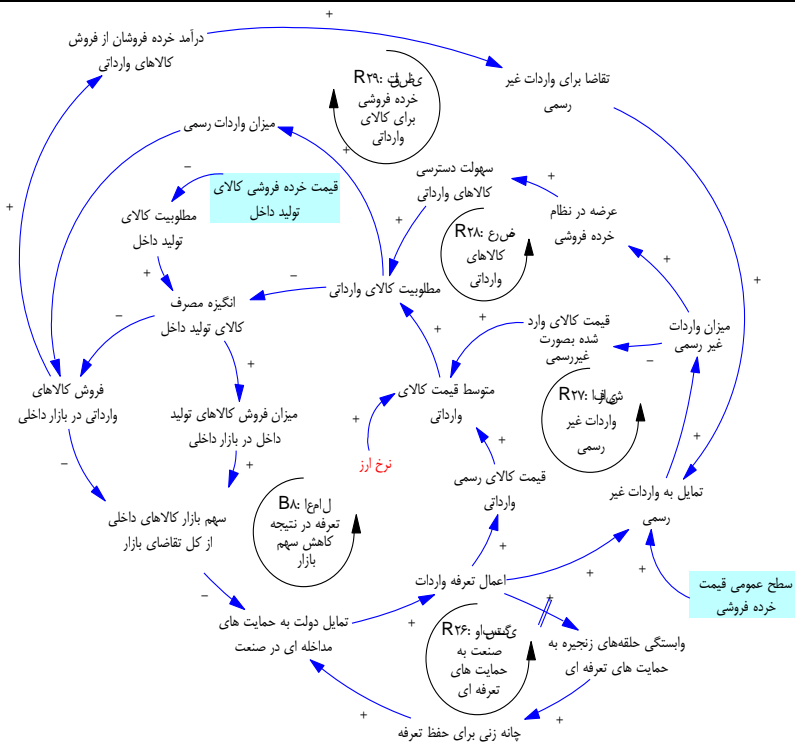 درآمد خرده فروشان از فروش
کالاهای وارداتی
تقاضا برای واردات غیر
رسمی
R۲۹:
خرده فروشی
برای کالای
وارداتی
میزان واردات رسمی
قیمت خرده فروشی کالای
تولید داخل
سهولت دسترسی
کالاهای وارداتی
مطلوبیت کالای
تولید داخل
عرضه در نظام
خرده فروشی
R۲۸:
کالاهای
وارداتی
مطلوبیت کالای وارداتی
انگیزه مصرف
کالای تولید داخل
قیمت کالای وارد
شده بصورت
غیررسمی
میزان واردات
غیر رسمی
فروش کالاهای
وارداتی در بازار داخلی
میزان فروش کالاهای تولید
داخل در بازار داخلی
متوسط قیمت کالای
وارداتی
R۲۷:
واردات غیر
رسمی
نرخ ارز
قیمت کالای رسمی
وارداتی
تمایل به واردات غیر
رسمی
سهم بازار کالاهای داخلی
از کل تقاضای بازار
B۸:
تعرفه در نتیجه
کاهش سهم
بازار
اعمال تعرفه واردات
سطح عمومی قیمت
خرده فروشی
تمایل دولت به حمایت های
مداخله ای در صنعت
R۲۶:
صنعت به
حمایت های
تعرفه ای
وابستگی حلقه‌های زنجیره به
حمایت های تعرفه ای
چانه زنی برای حفظ تعرفه